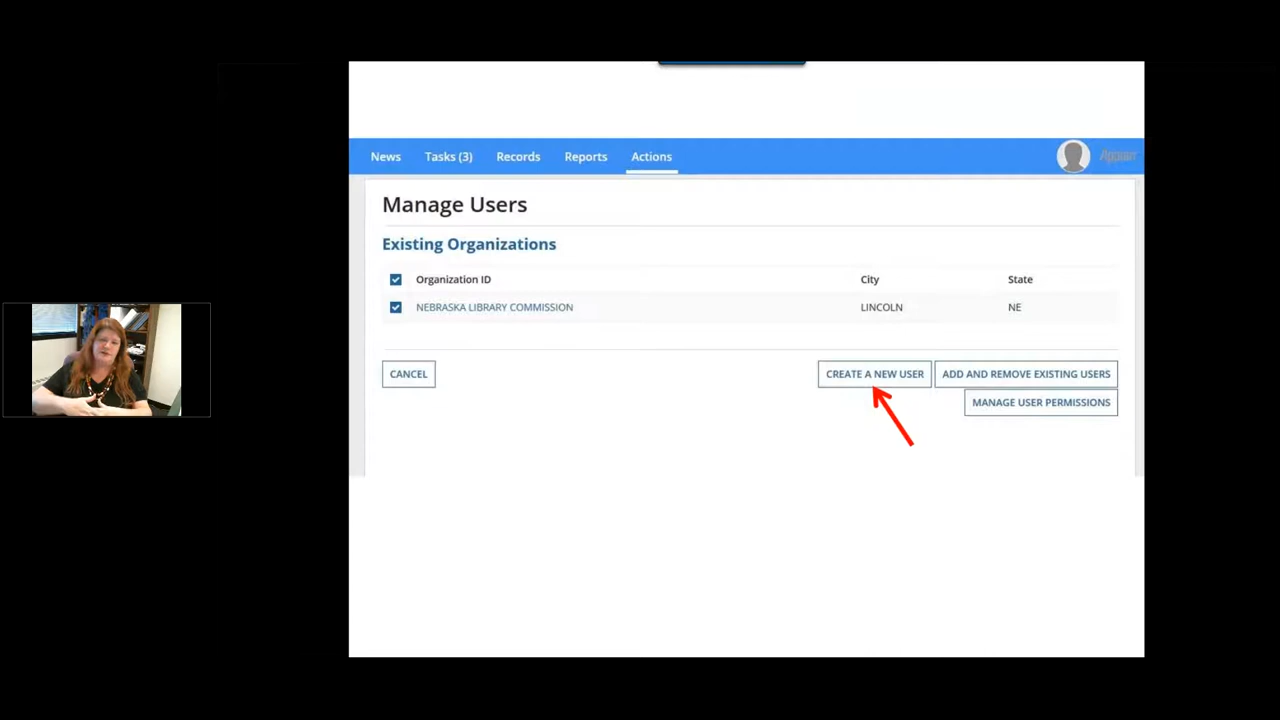 News Tasks (3) Records Reports Actions Appian
Manage Users
Existing Organizations
Organization ID City State
NEBRASKA LIBRARY COMMISSION LINCOLN NE
CANCEL CREATE A NEW USER ADD AND REMOVE EXISTING USERS
MANAGE USER PERMISSIONS